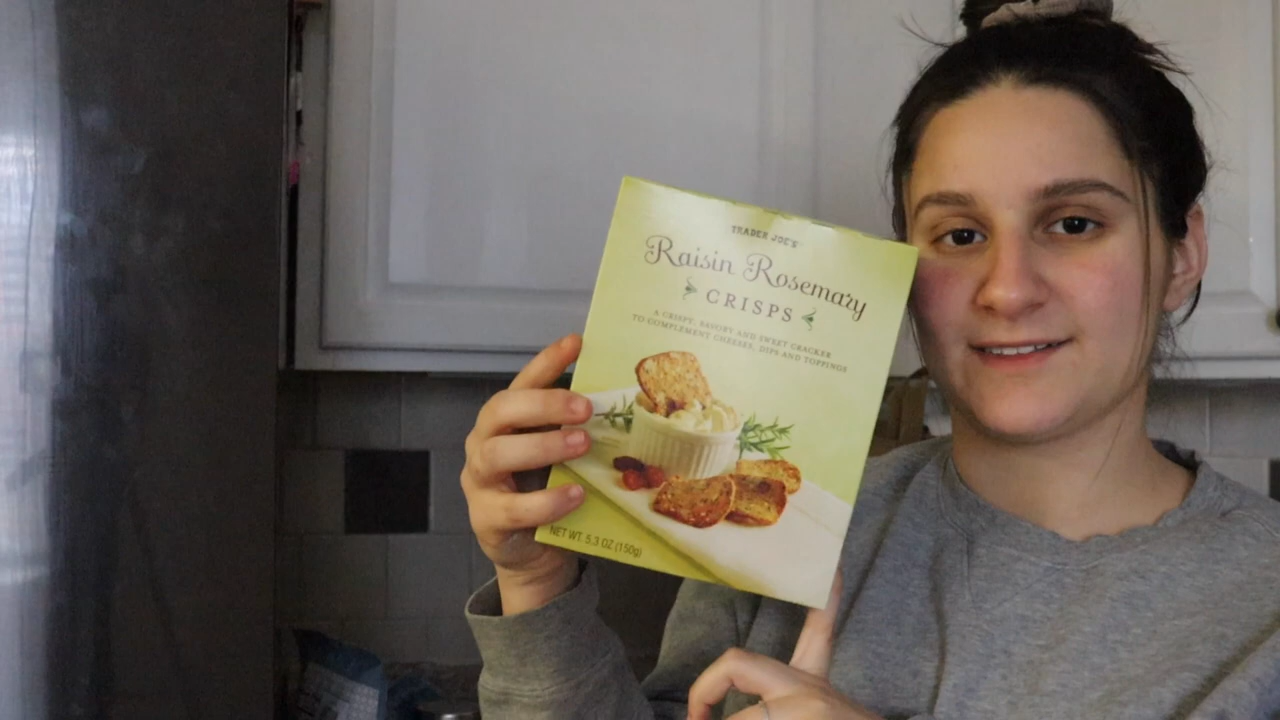 TRADER JOE'S
Raisin Rosemary
CRISPS
A CRISPY, SAVORY AND SWEET CRACKER
TO COMPLEMENT CHEESES, DIPS AND TOPPINGS
NET WT. 5.3 OZ (150g)